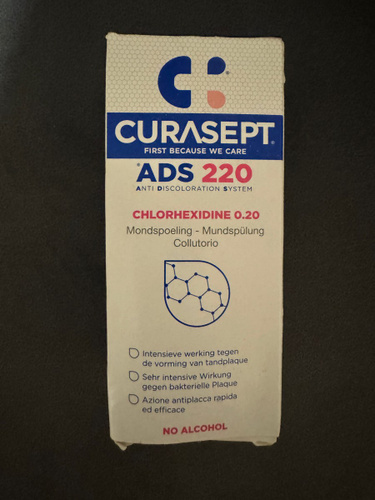 CURASEPT®
FIRST BECAUSE WE CARE
*ADS 220
ANTI DISCOLORATION SYSTEM
CHLORHEXIDINE 0.20
Mondspoeling - Mundspülung
Collutorio
Intensieve werking tegen
de vorming van tandplaque
Sehr intensive Wirkung
gegen bakterielle Plaque
Azione antiplacca rapida
ed efficace
NO ALCOHOL